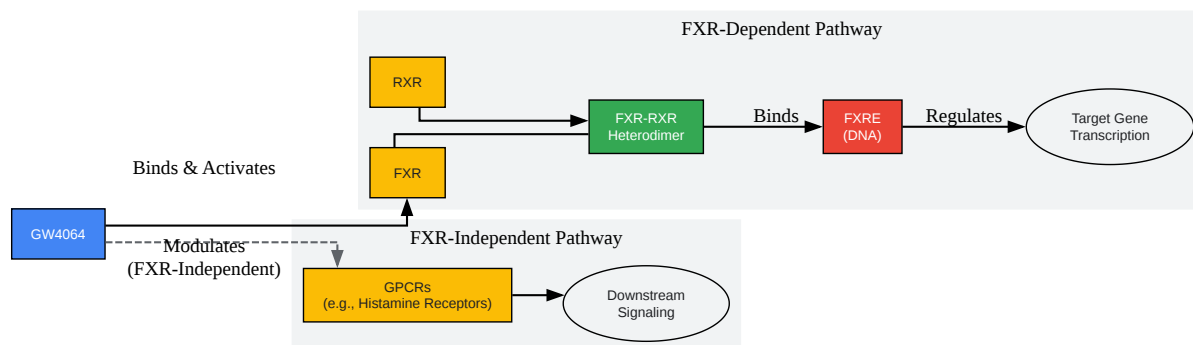 FXR-Dependent Pathway
RXR
FXR-RXR
Heterodimer
Binds
FXRE
(DNA)
Regulates
Target Gene
Transcription
Binds & Activates
FXR
GW4064
Modulates
(FXR-Independent)
FXR-Independent Pathway
GPCRs
(e.g., Histamine Receptors)
Downstream
Signaling